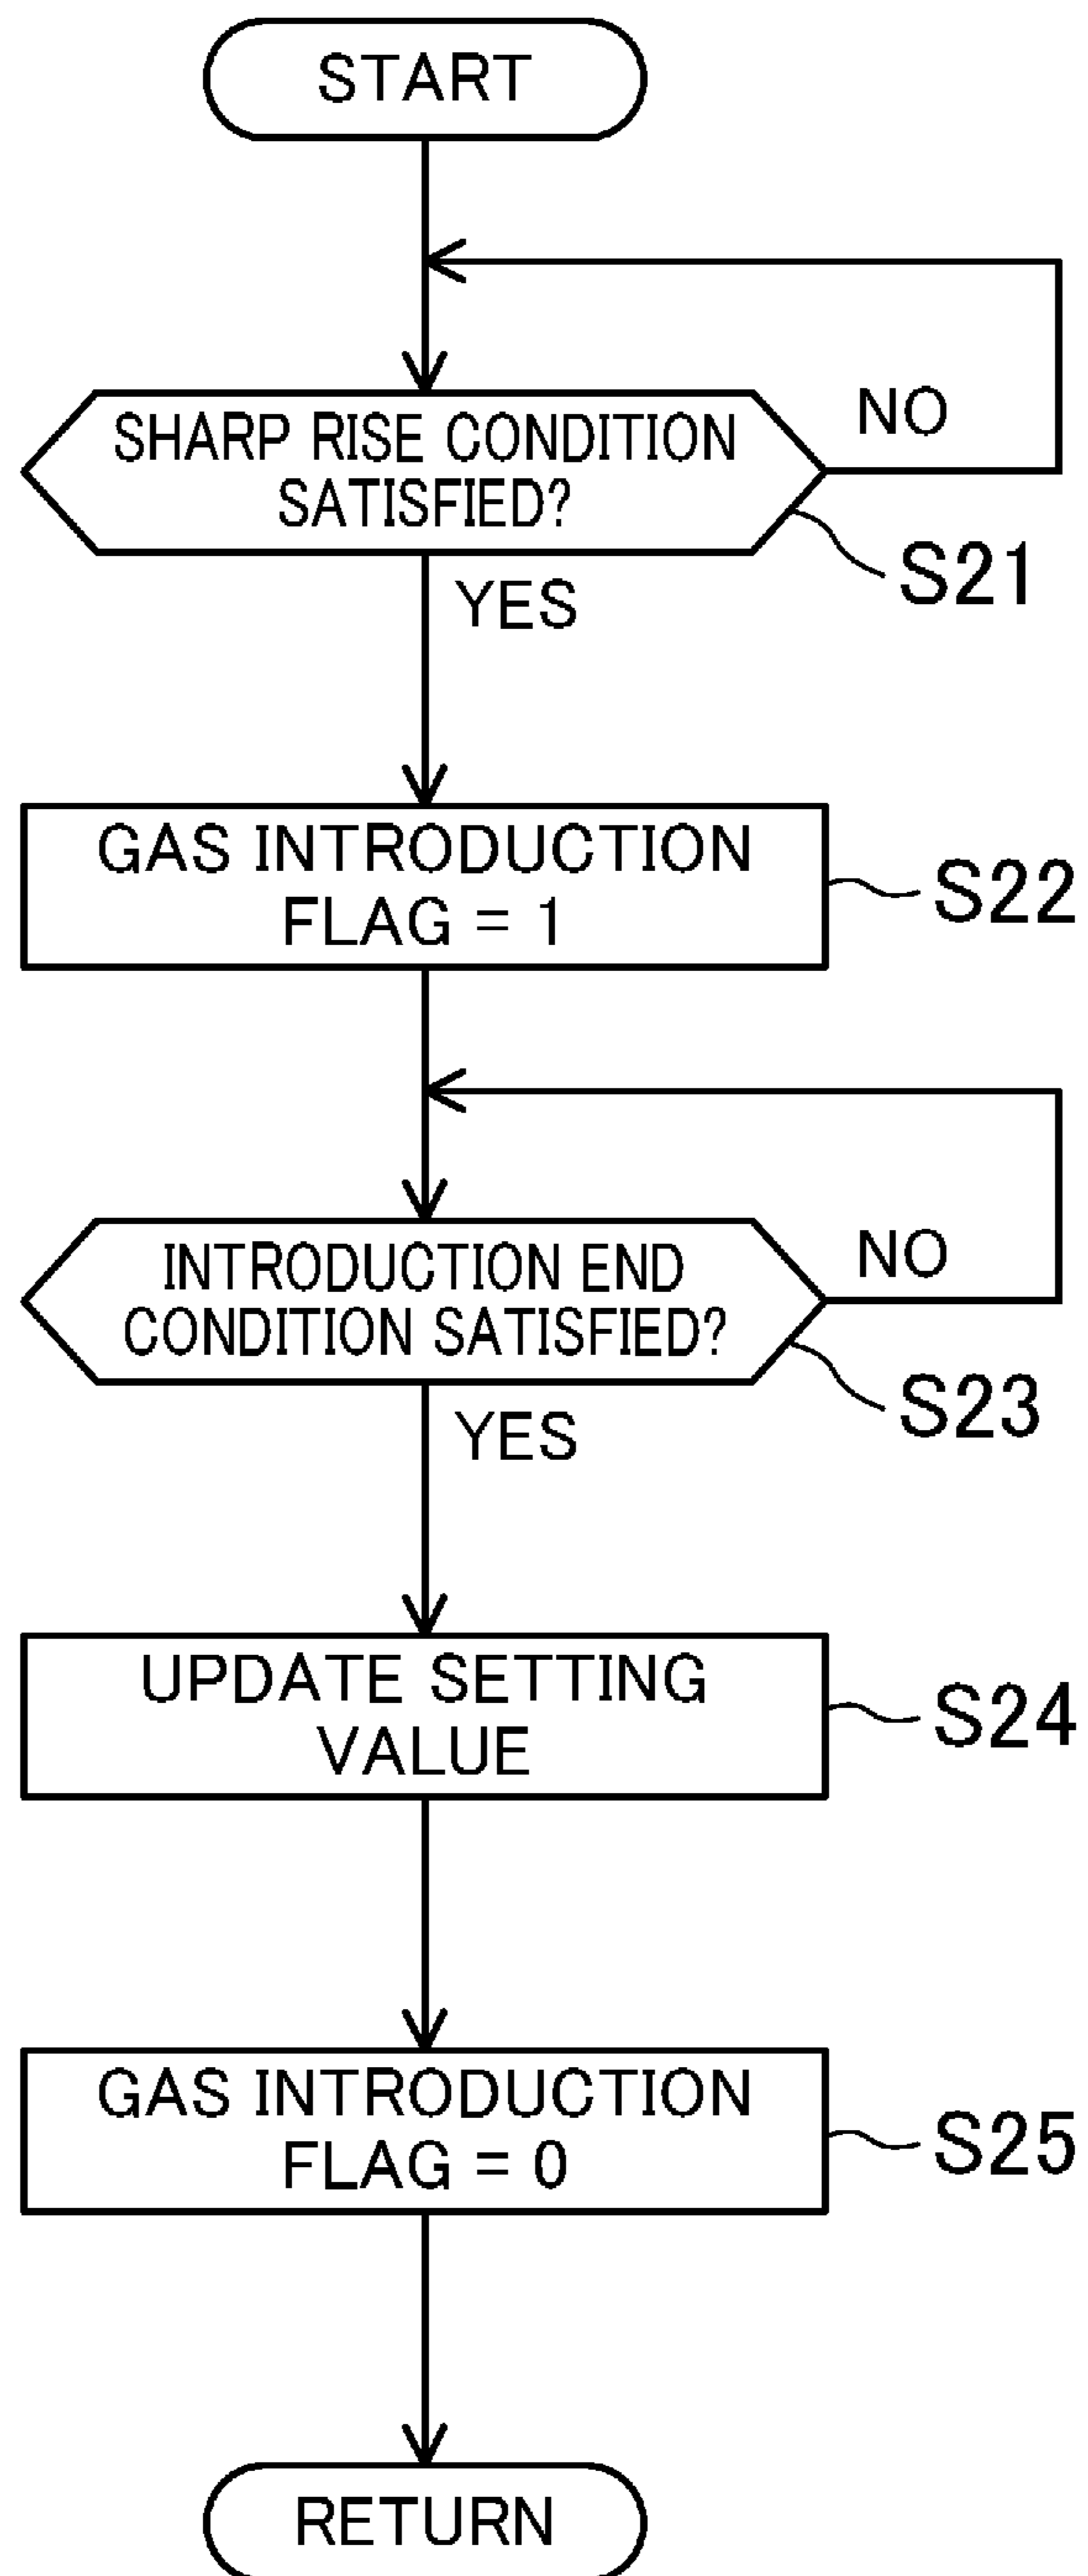 START
SHARP RISE CONDITION
SATISFIED?
NO
S21
YES
GAS INTRODUCTION
FLAG = 1
S22
INTRODUCTION END
CONDITION SATISFIED?
NO
S23
YES
UPDATE SETTING
VALUE
S24
GAS INTRODUCTION
FLAG = 0
S25
RETURN